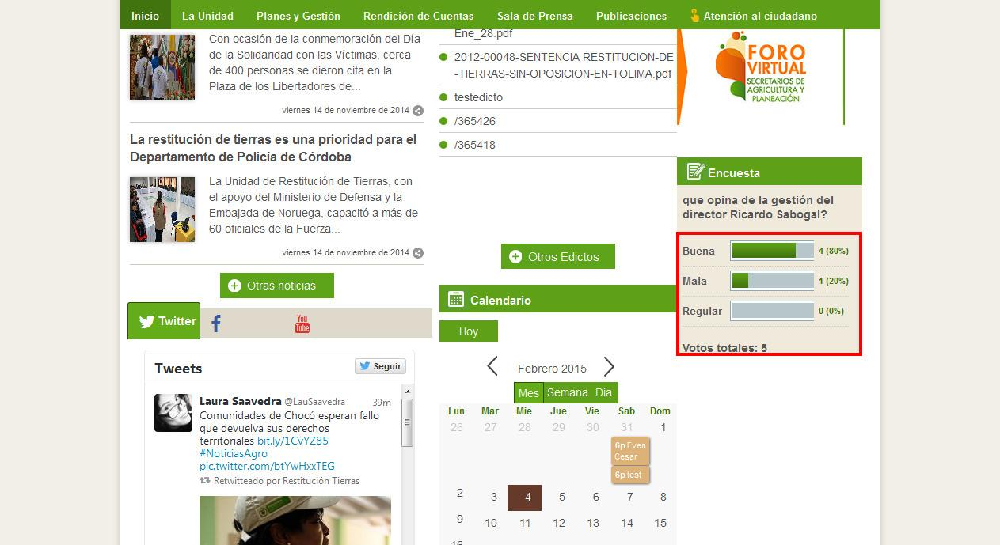 Inicio
La Unidad
Planes y Gestión
Rendición de Cuentas
Sala de Prensa
Publicaciones
Atención al ciudadano
Con ocasión de la conmemoración del Día
de la Solidaridad con las Víctimas, cerca
de 400 personas se dieron cita en la
Plaza de los Libertadores de...
viernes 14 de noviembre de 2014
La restitución de tierras es una prioridad para el
Departamento de Policía de Córdoba
La Unidad de Restitución de Tierras, con
el apoyo del Ministerio de Defensa y la
Embajada de Noruega, capacitó a más de
60 oficiales de la Fuerza...
viernes 14 de noviembre de 2014
Otras noticias
Twitter
You
Tube
Tweets
Seguir
Laura Saavedra @LauSaavedra 39m
Comunidades de Chocó esperan fallo
que devuelva sus derechos
territoriales bit.ly/1CvYZ85
#NoticiasAgro
pic.twitter.com/btYwHxxTEG
Retwitteado por Restitución Tierras
Ene_28.pdf
2012-00048-SENTENCIA RESTITUCION-DE
-TIERRAS-SIN-OPOSICION-EN-TOLIMA.pdf
testedicto
/365426
/365418
Otros Edictos
Calendario
Hoy
Febrero 2015
Mes Semana Dia
Lun Mar Mie Jue Vie Sab Dom
26 27 28 29 30 31 1
6p Even
Cesar
6p test
2 3 4 5 6 7 8
9 10 11 12 13 14 15
16
FORO
VIRTUAL
SECRETARIOS DE
AGRICULTURA Y
PLANEACIÓN
Encuesta
que opina de la gestión del
director Ricardo Sabogal?
Buena 4 (80%)
Mala 1 (20%)
Regular 0 (0%)
Votos totales: 5